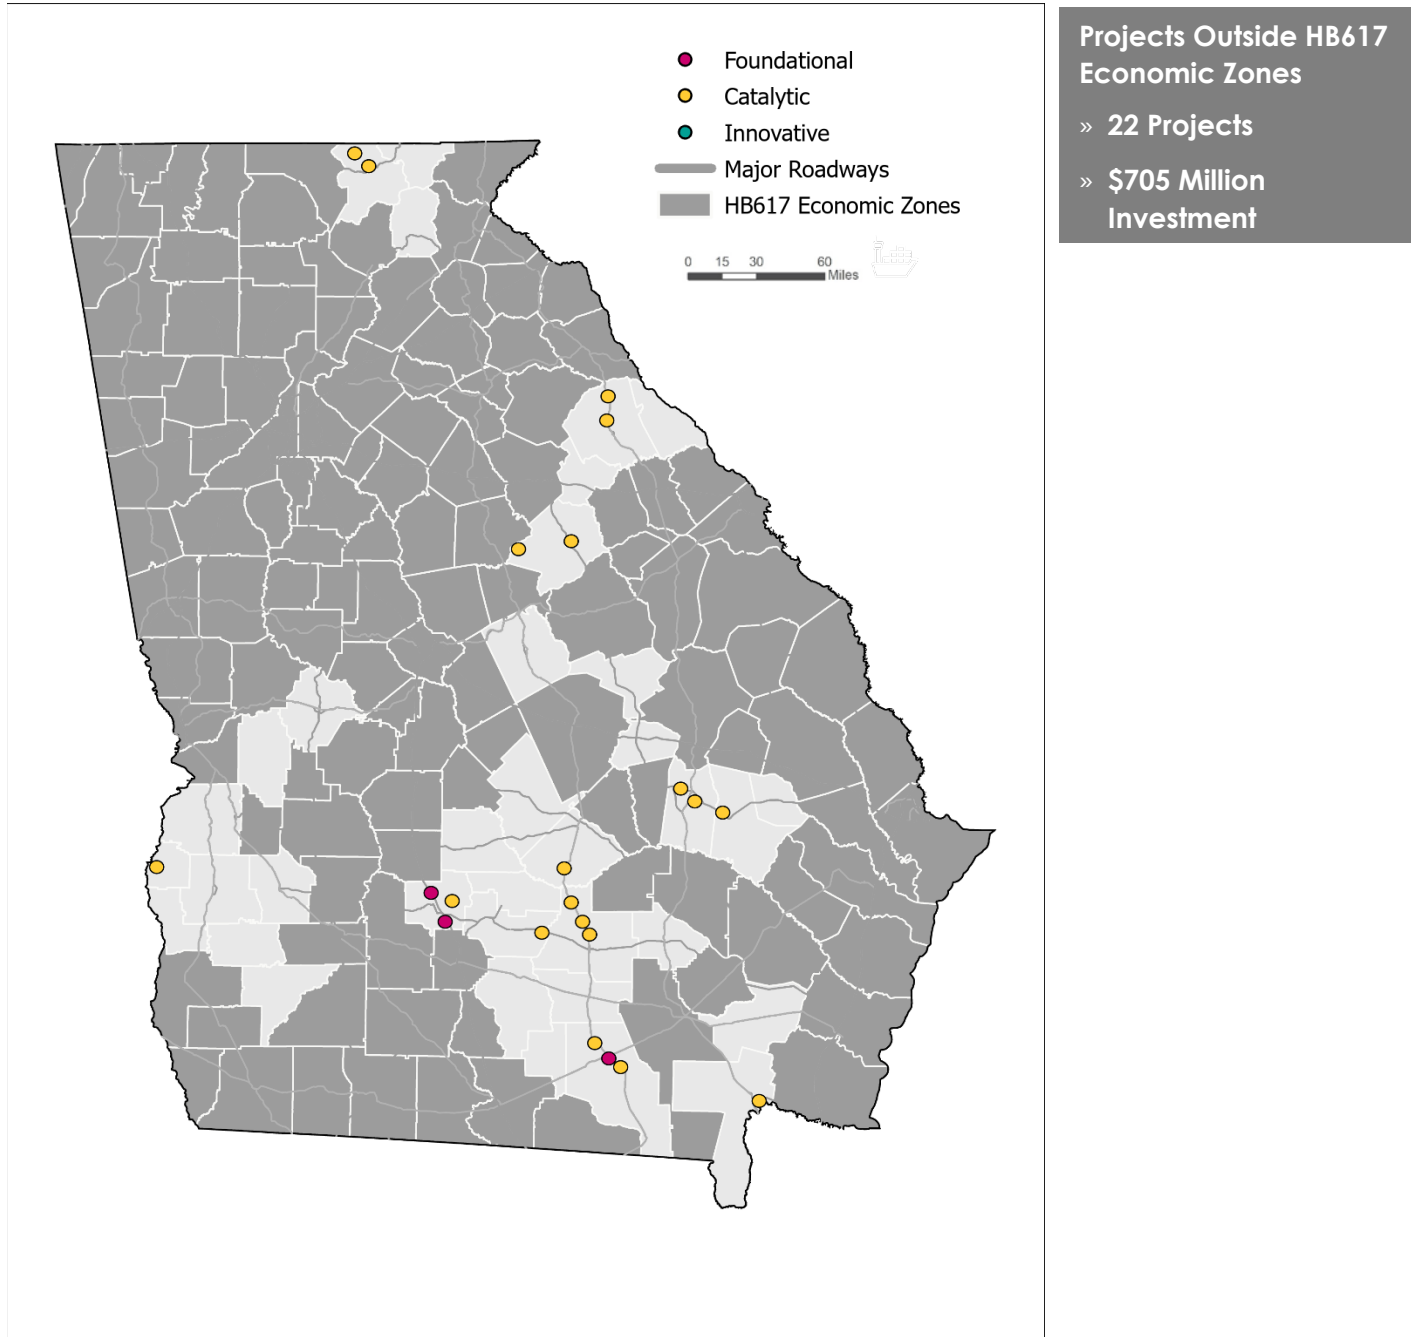 Foundational
Catalytic
Innovative
Major Roadways
HB617 Economic Zones
0 15 30 60
Miles
Projects Outside HB617
Economic Zones
» 22 Projects
» $705 Million
Investment